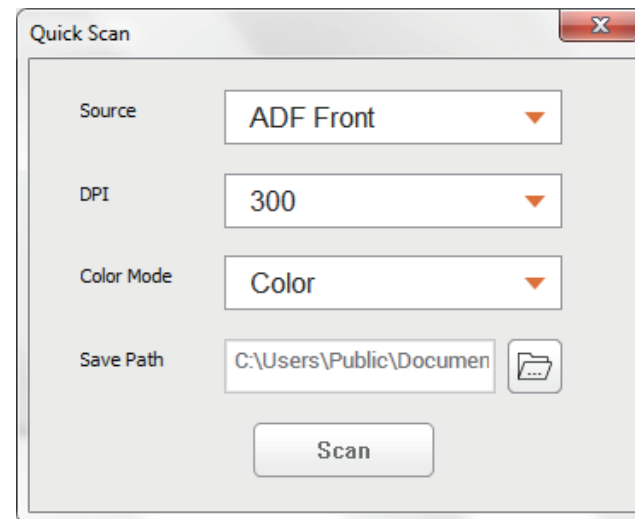 Quick Scan
Source ADF Front
DPI 300
Color Mode Color
Save Path C:\Users\Public\Documen
Scan